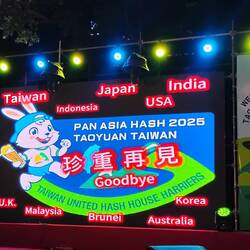 Taiwan
Japan
India
Indonesia
USA
PAN ASIA HASH 2025
TAOYUAN TAIWAN
珍重再見
Goodbye
TAIWAN UNITED HASH HOUSE HARRIERS
U.K.
Malaysia
Brunei
Korea
Australia